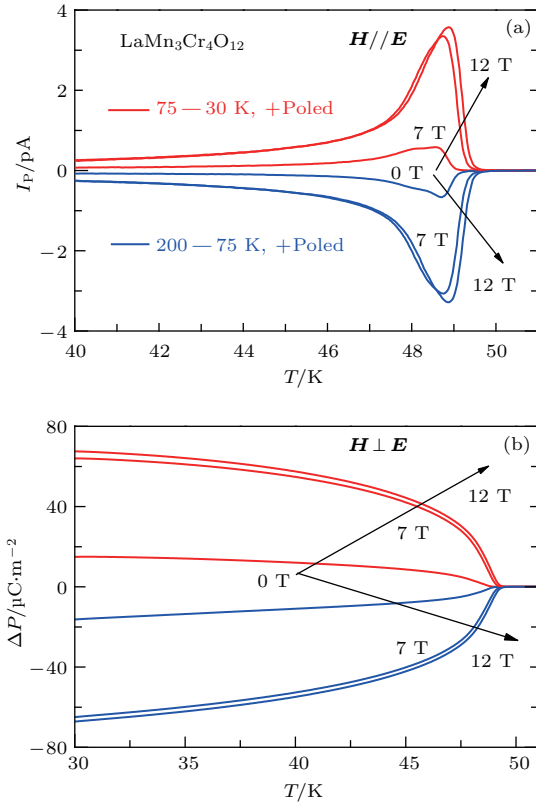 4
2
0
−2
−4
I_P/pA
LaMn₃Cr₄O₁₂
H//E
(a)
12 T
75—30 K, +Poled
7 T
0 T
200—75 K, +Poled
7 T
12 T
40 42 44 46 48 50
T/K
80
40
0
−40
−80
ΔP/µC·m⁻²
H⊥E
(b)
12 T
7 T
0 T
7 T
12 T
30 35 40 45 50
T/K